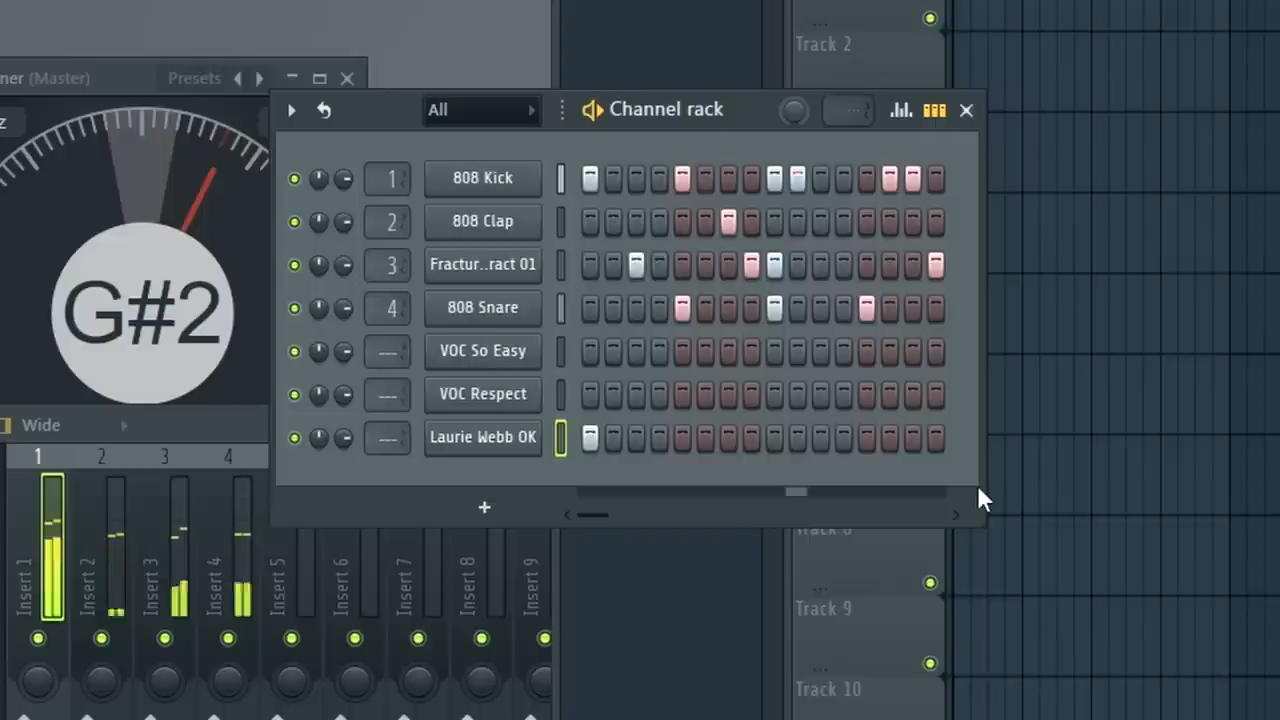 ...
Track 2
ner (Master)
Presets
All
Channel rack
---
z
1
808 Kick
2
808 Clap
3
Fractur..ract 01
4
808 Snare
---
VOC So Easy
---
VOC Respect
---
Laurie Webb OK
G#2
Wide
1
2
3
4
+
Insert 1
Insert 2
Insert 3
Insert 4
Insert 5
Insert 6
Insert 7
Insert 8
Insert 9
...
Track 9
...
Track 10